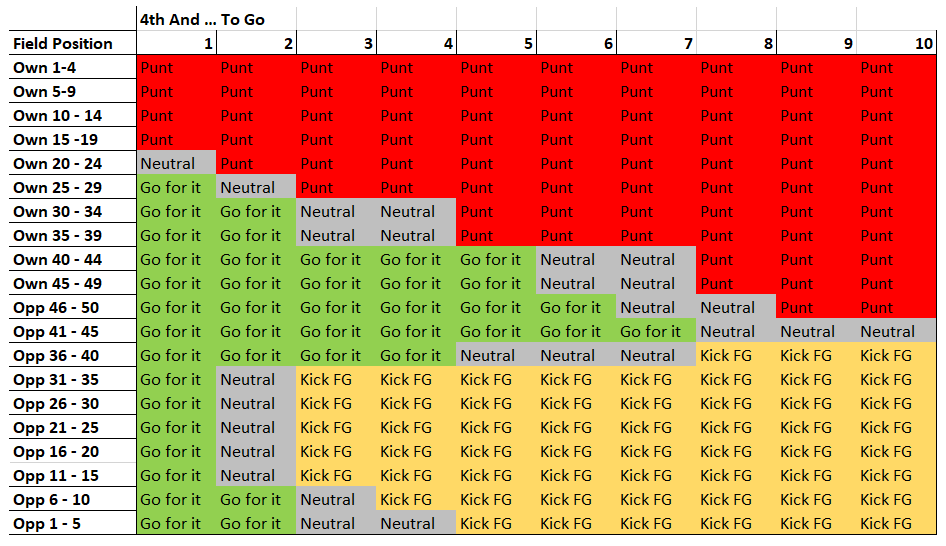 4th And ... To Go
Field Position 1 2 3 4 5 6 7 8 9 10
Own 1-4 Punt Punt Punt Punt Punt Punt Punt Punt Punt Punt
Own 5-9 Punt Punt Punt Punt Punt Punt Punt Punt Punt Punt
Own 10 - 14 Punt Punt Punt Punt Punt Punt Punt Punt Punt Punt
Own 15 -19 Punt Punt Punt Punt Punt Punt Punt Punt Punt Punt
Own 20 - 24 Neutral Punt Punt Punt Punt Punt Punt Punt Punt Punt
Own 25 - 29 Go for it Neutral Punt Punt Punt Punt Punt Punt Punt Punt
Own 30 - 34 Go for it Go for it Neutral Neutral Punt Punt Punt Punt Punt Punt
Own 35 - 39 Go for it Go for it Neutral Neutral Punt Punt Punt Punt Punt Punt
Own 40 - 44 Go for it Go for it Go for it Go for it Go for it Neutral Neutral Punt Punt Punt
Own 45 - 49 Go for it Go for it Go for it Go for it Go for it Neutral Neutral Punt Punt Punt
Opp 46 - 50 Go for it Go for it Go for it Go for it Go for it Go for it Neutral Neutral Punt Punt
Opp 41 - 45 Go for it Go for it Go for it Go for it Go for it Go for it Go for it Neutral Neutral Neutral
Opp 36 - 40 Go for it Go for it Go for it Go for it Neutral Neutral Neutral Kick FG Kick FG Kick FG
Opp 31 - 35 Go for it Neutral Kick FG Kick FG Kick FG Kick FG Kick FG Kick FG Kick FG Kick FG
Opp 26 - 30 Go for it Neutral Kick FG Kick FG Kick FG Kick FG Kick FG Kick FG Kick FG Kick FG
Opp 21 - 25 Go for it Neutral Kick FG Kick FG Kick FG Kick FG Kick FG Kick FG Kick FG Kick FG
Opp 16 - 20 Go for it Neutral Kick FG Kick FG Kick FG Kick FG Kick FG Kick FG Kick FG Kick FG
Opp 11 - 15 Go for it Neutral Kick FG Kick FG Kick FG Kick FG Kick FG Kick FG Kick FG Kick FG
Opp 6 - 10 Go for it Go for it Neutral Kick FG Kick FG Kick FG Kick FG Kick FG Kick FG Kick FG
Opp 1 - 5 Go for it Go for it Neutral Neutral Kick FG Kick FG Kick FG Kick FG Kick FG Kick FG